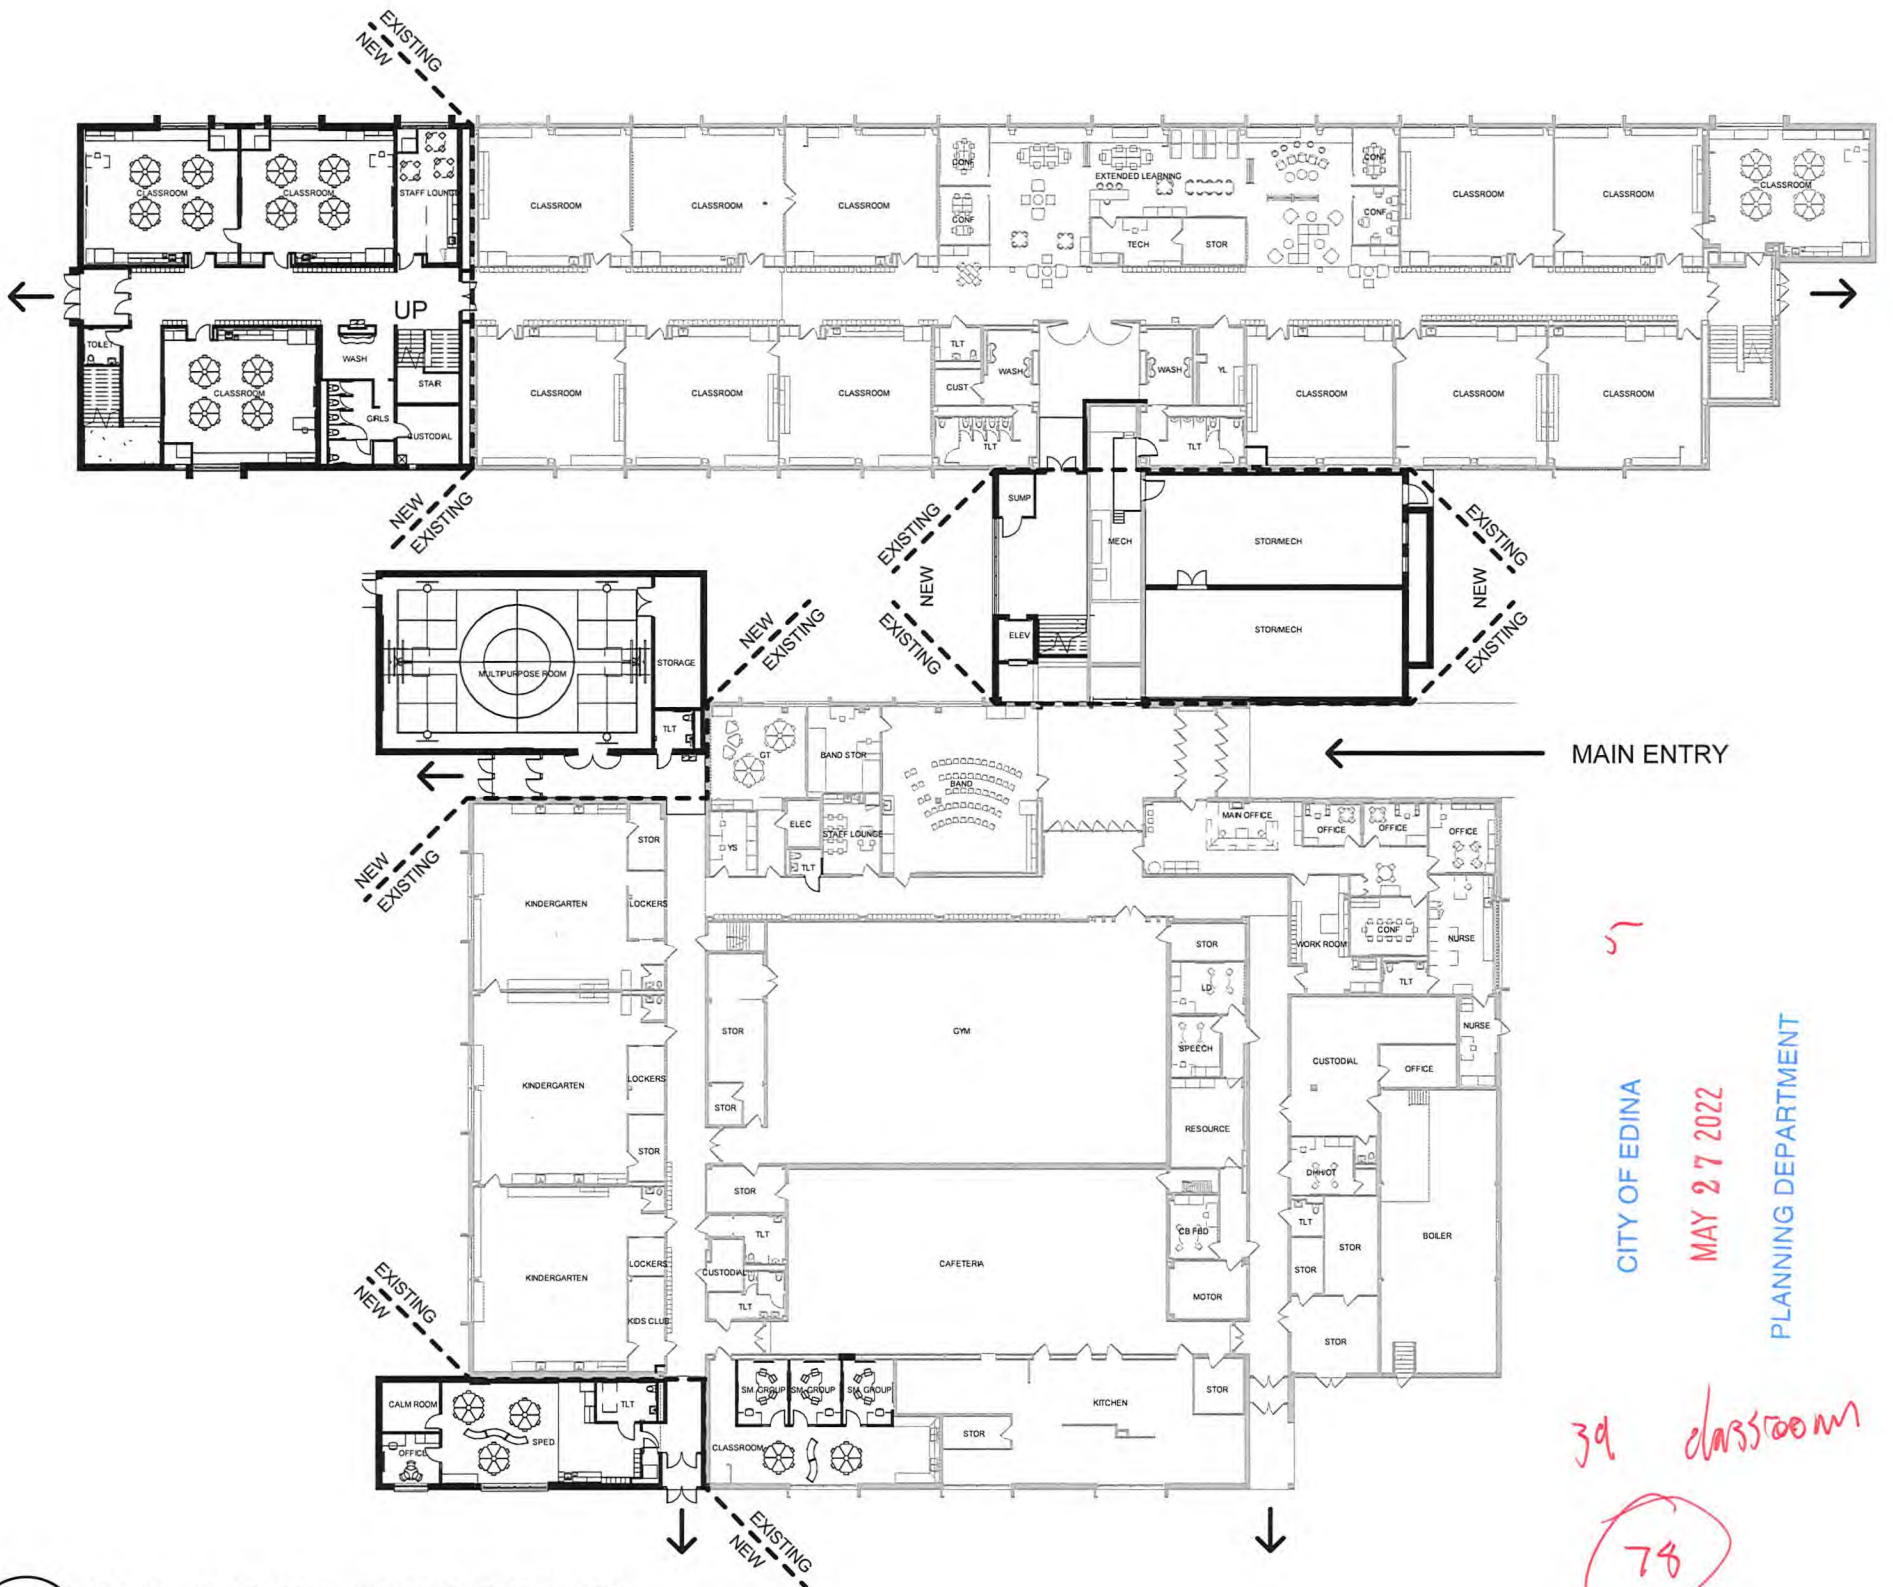 EXISTING
NEW
CLASSROOM
CLASSROOM
STAFF LOUNGE
CLASSROOM
CLASSROOM
CLASSROOM
CONF
CONF
EXTENDED LEARNING
TECH
STOR
CONF
CONF
CLASSROOM
CLASSROOM
CLASSROOM
UP
TOILET
CLASSROOM
WASH
STAIR
GIRLS
CUSTODIAL
CLASSROOM
CLASSROOM
CLASSROOM
TLT
CUST
WASH
TLT
WASH
YL
TLT
CLASSROOM
CLASSROOM
CLASSROOM
NEW
EXISTING
EXISTING
NEW
EXISTING
SUMP
MECH
STOR/MECH
STOR/MECH
ELEV
EXISTING
NEW
EXISTING
MULTIPURPOSE ROOM
STORAGE
TLT
NEW
EXISTING
GT
BAND STOR
BAND
MAIN ENTRY
YS
ELEC
STAFF LOUNGE
TLT
MAIN OFFICE
OFFICE
OFFICE
OFFICE
NEW
EXISTING
KINDERGARTEN
STOR
LOCKERS
STOR
WORK ROOM
CONF
NURSE
TLT
LD
STOR
GYM
SPEECH
NURSE
CUSTODIAL
OFFICE
KINDERGARTEN
LOCKERS
STOR
STOR
RESOURCE
DHH/OT
STOR
TLT
CB FBD
TLT
STOR
BOILER
CAFETERIA
KINDERGARTEN
LOCKERS
CUSTODIAL
STOR
MOTOR
KIDS CLUB
TLT
STOR
EXISTING
NEW
CALM ROOM
OFFICE
SPED
TLT
SM. GROUP
SM. GROUP
SM. GROUP
CLASSROOM
STOR
KITCHEN
STOR
EXISTING
NEW
5
CITY OF EDINA
MAY 27 2022
PLANNING DEPARTMENT
39 classroom
78